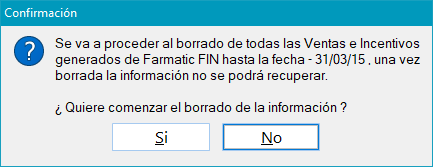 Confirmación
Se va a proceder al borrado de todas las Ventas e Incentivos
generados de Farmatic FIN hasta la fecha - 31/03/15 , una vez
borrada la información no se podrá recuperar.
¿ Quiere comenzar el borrado de la información ?
Si
No